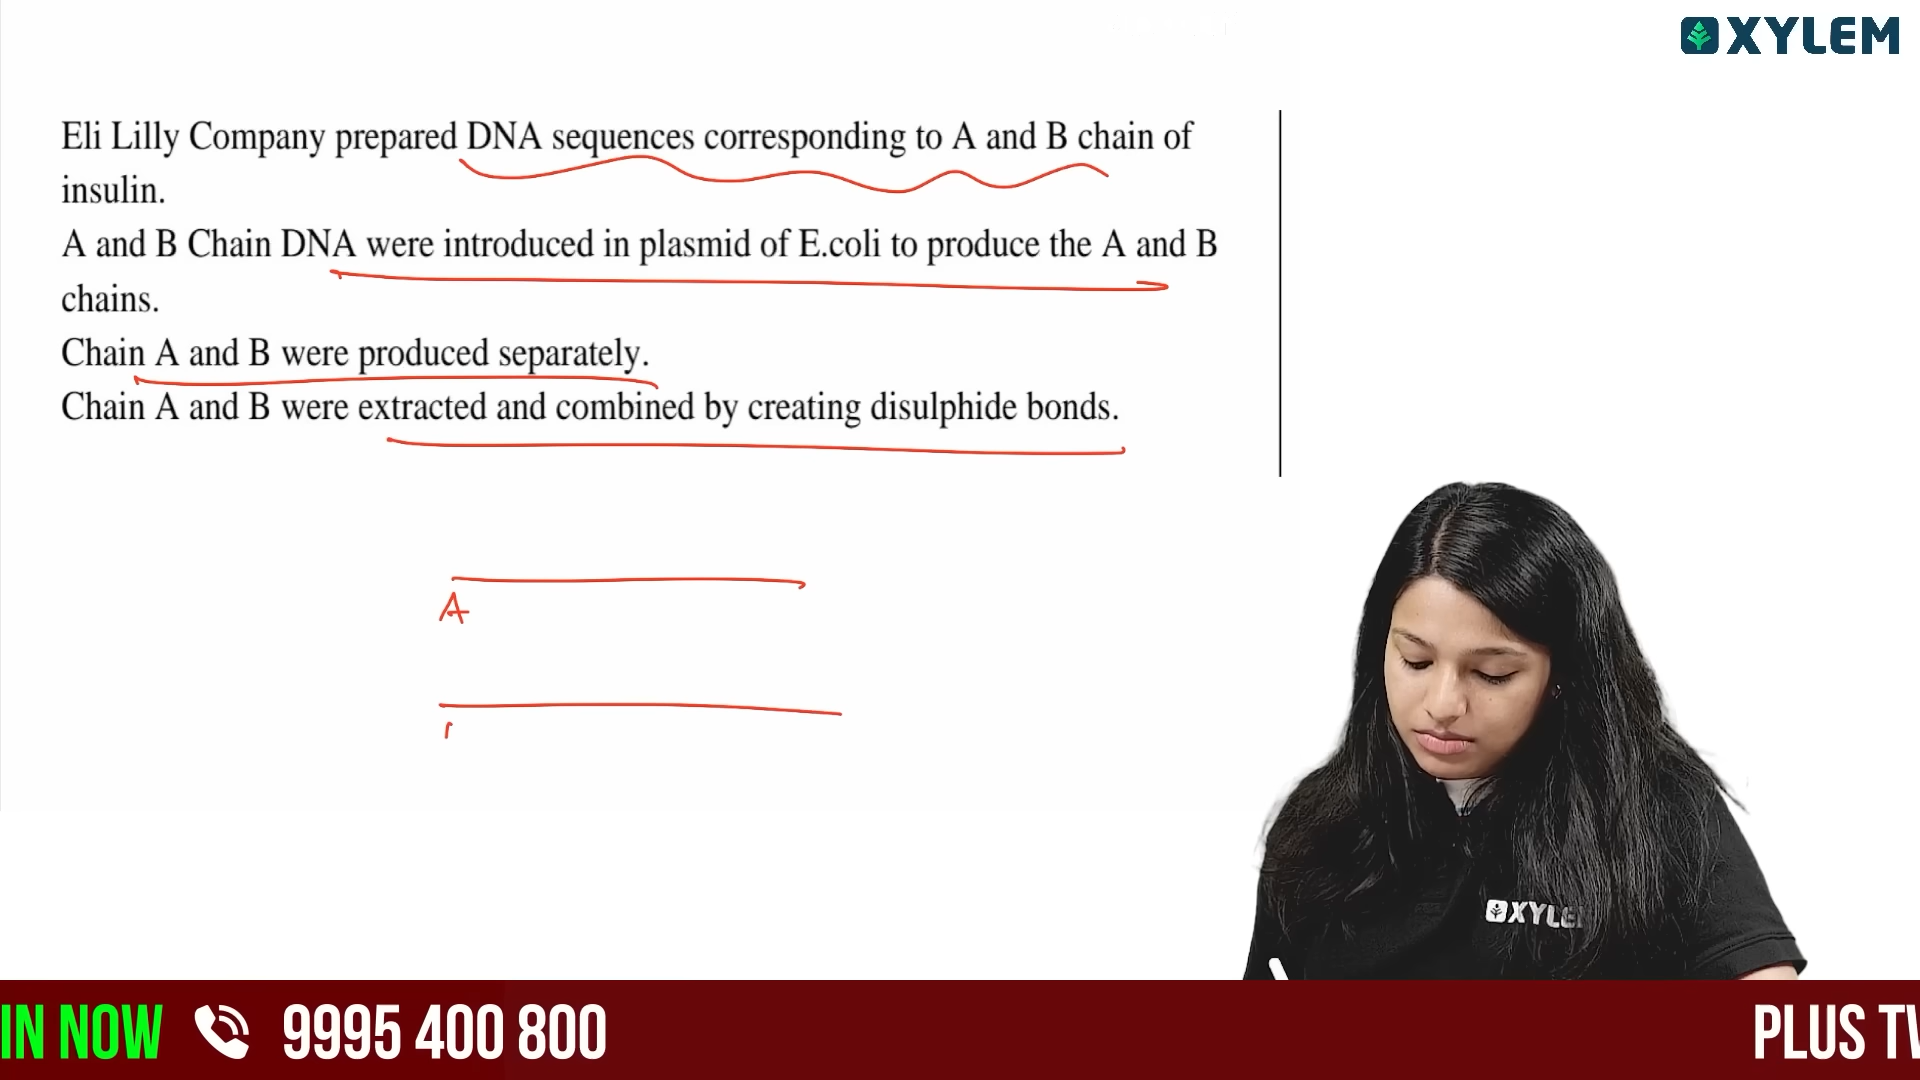 XYLEM
Eli Lilly Company prepared DNA sequences corresponding to A and B chain of
insulin.
A and B Chain DNA were introduced in plasmid of E.coli to produce the A and B
chains.
Chain A and B were produced separately.
Chain A and B were extracted and combined by creating disulphide bonds.
A
XYLE
IN NOW 9995 400 800 PLUS